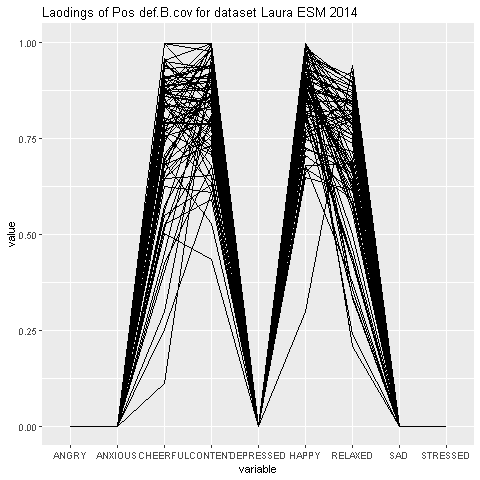 Laodings of Pos def.B.cov for dataset Laura ESM 2014
1.00
0.75
0.50
0.25
0.00
value
ANGRY ANXIOUS CHEERFUL CONTENT DEPRESSED HAPPY RELAXED SAD STRESSED
variable